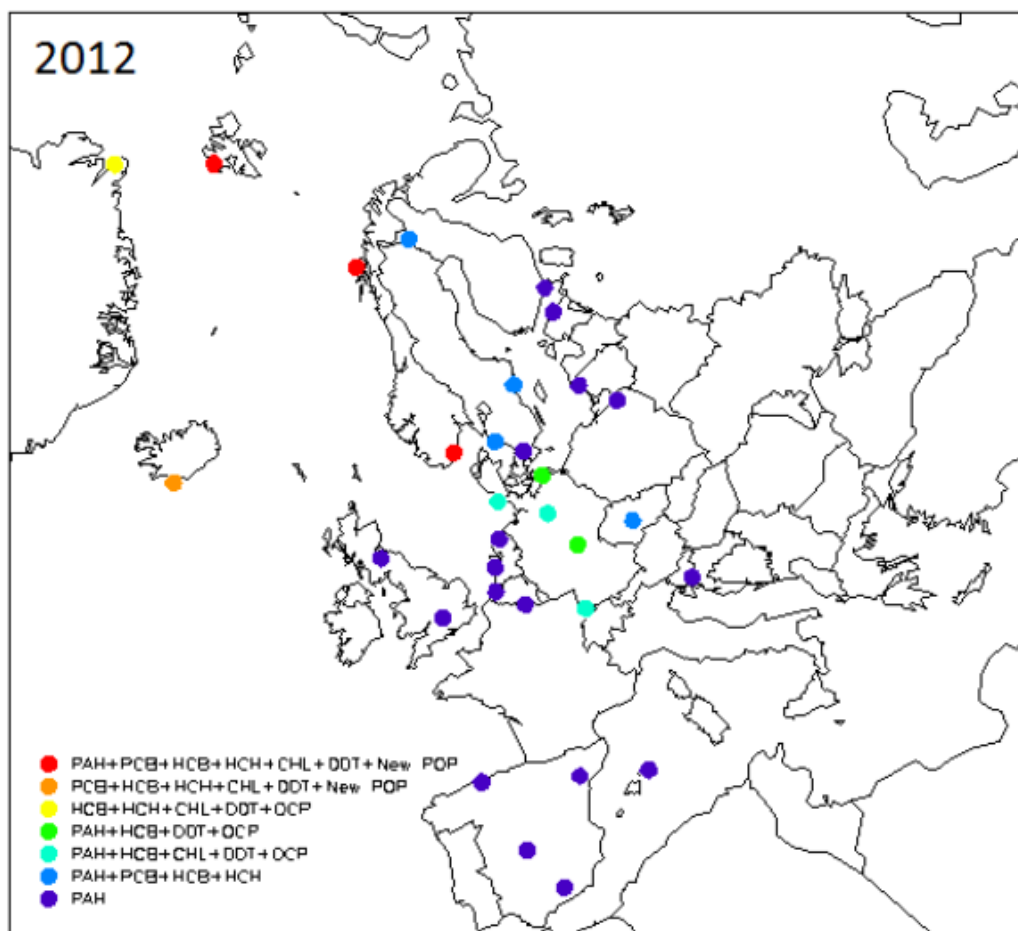 2012
PAH+PCB+HCB+HCH+CHL+DDT+New POP
PCB+HCB+HCH+CHL+DDT+New POP
HCB+HCH+CHL+DDT+OCP
PAH+HCB+DDT+OCP
PAH+HCB+CHL+DDT+OCP
PAH+PCB+HCB+HCH
PAH